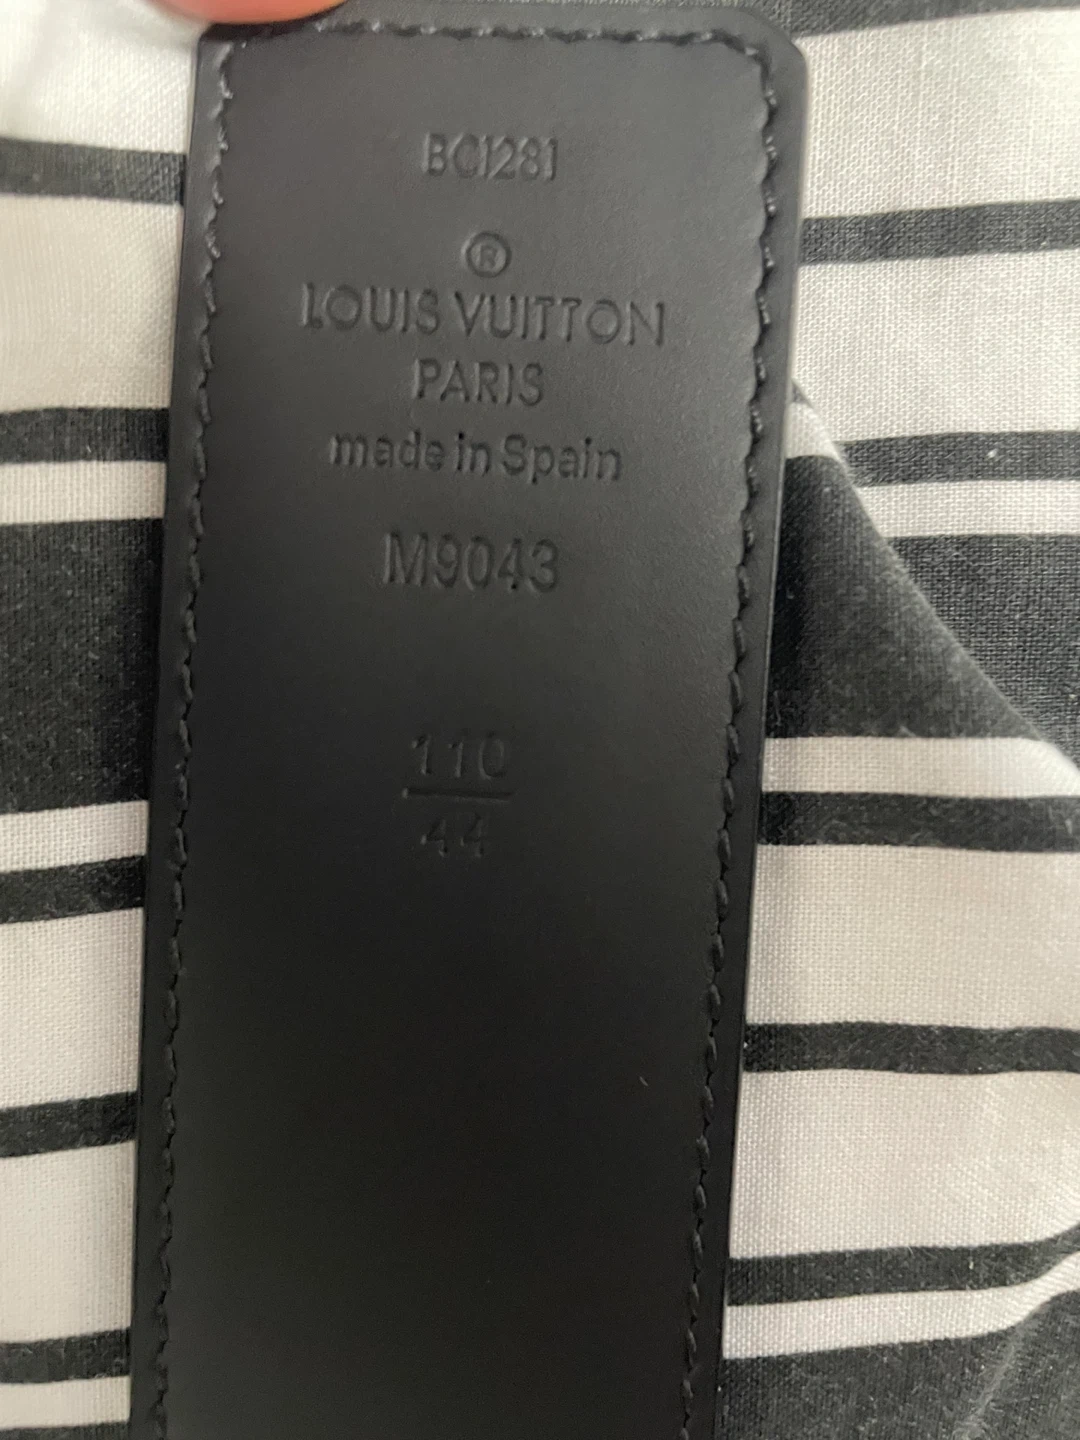 BC1281
®
LOUIS VUITTON
PARIS
made in Spain
M9043
110
44